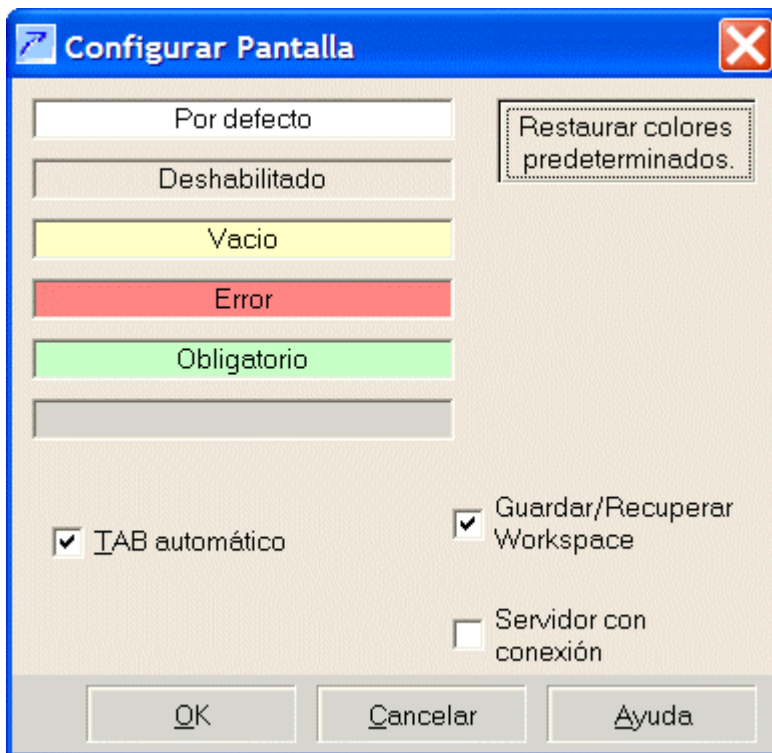 Configurar Pantalla
Por defecto
Restaurar colores
predeterminados.
Deshabilitado
Vacio
Error
Obligatorio
TAB automático
Guardar/Recuperar
Workspace
Servidor con
conexión
OK
Cancelar
Ayuda